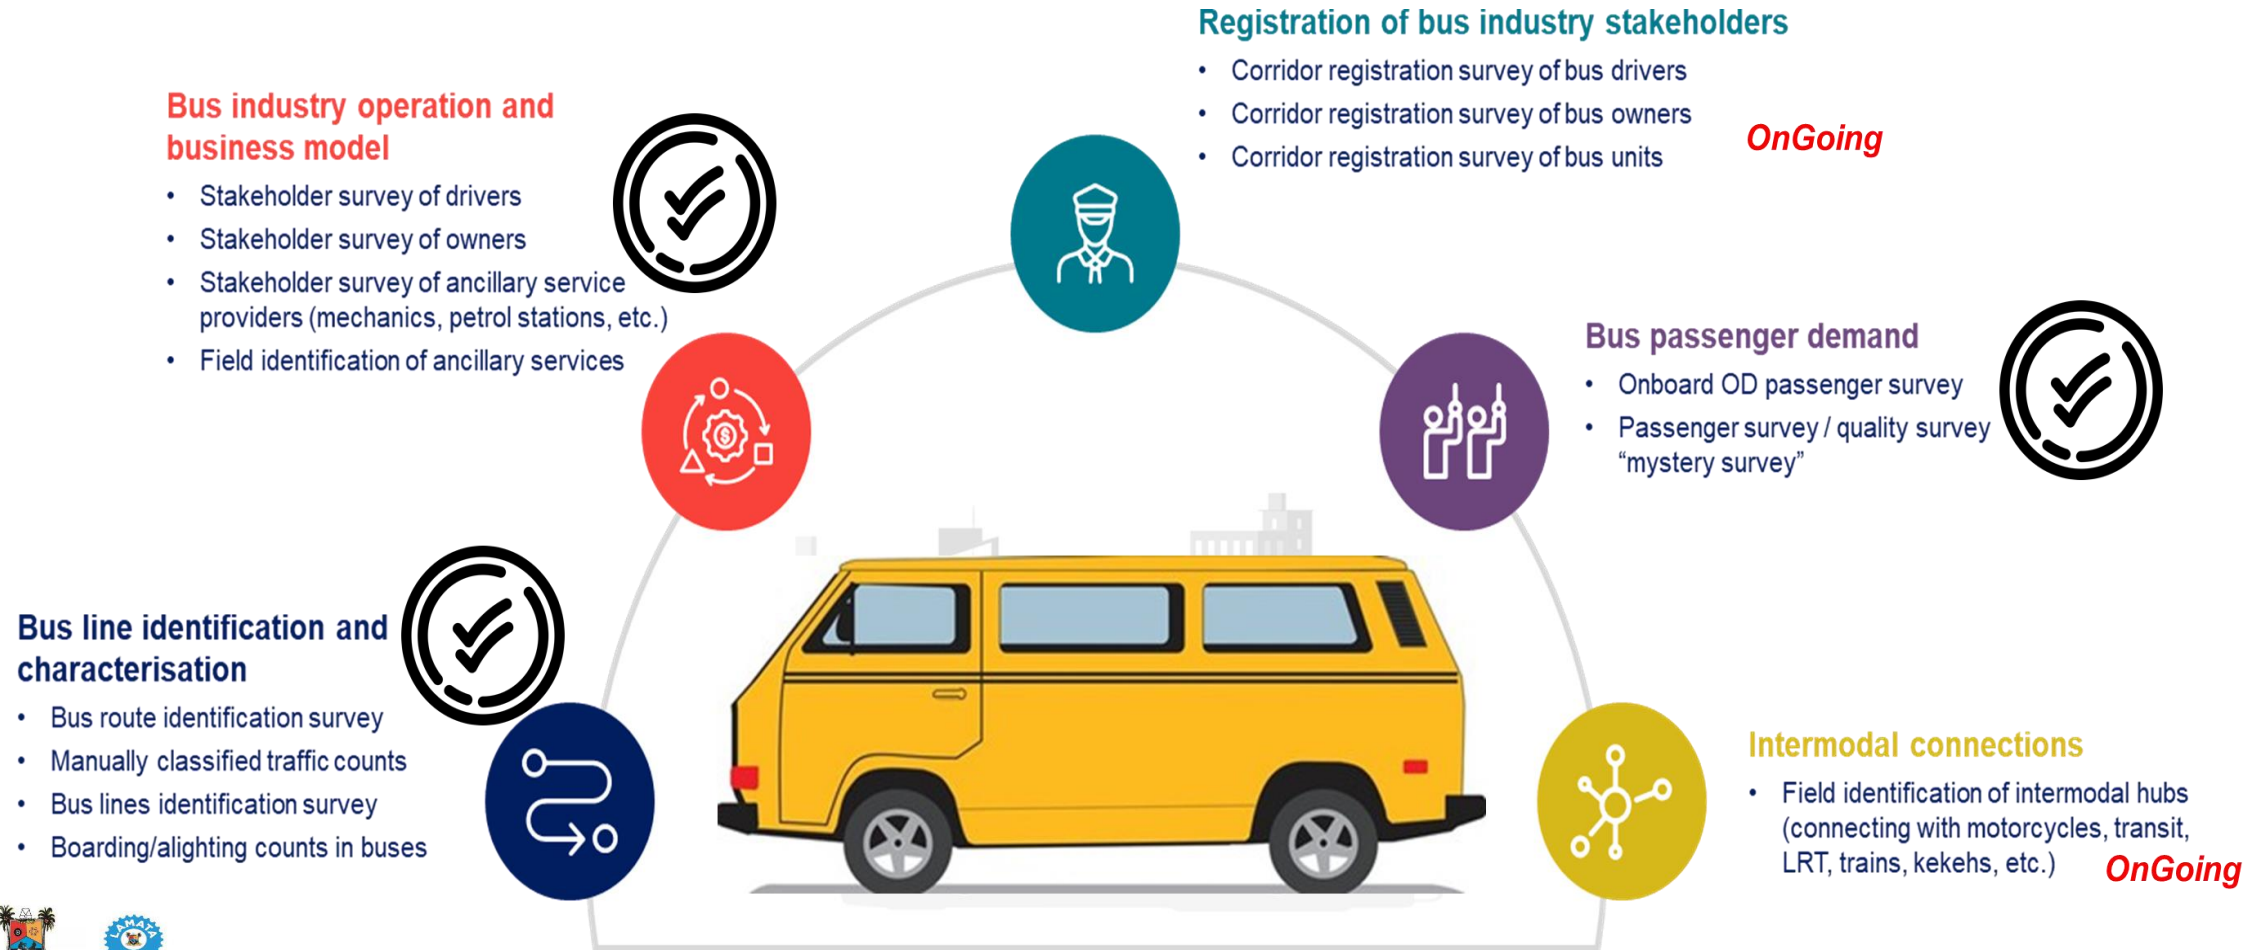 Registration of bus industry stakeholders
• Corridor registration survey of bus drivers
• Corridor registration survey of bus owners
• Corridor registration survey of bus units
OnGoing
Bus industry operation and
business model
• Stakeholder survey of drivers
• Stakeholder survey of owners
• Stakeholder survey of ancillary service
providers (mechanics, petrol stations, etc.)
• Field identification of ancillary services
Bus passenger demand
• Onboard OD passenger survey
• Passenger survey / quality survey
“mystery survey”
Bus line identification and
characterisation
• Bus route identification survey
• Manually classified traffic counts
• Bus lines identification survey
• Boarding/alighting counts in buses
Intermodal connections
• Field identification of intermodal hubs
(connecting with motorcycles, transit,
LRT, trains, kekehs, etc.)
OnGoing
$
LAMATA